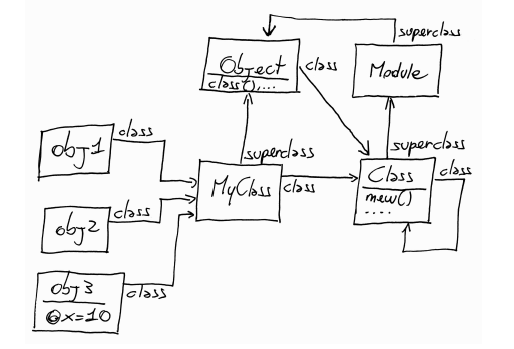 superclass
Object
class(),...
class
Module
class
obj1
superclass
superclass
MyClass
class
Class
new()
....
class
class
obj2
class
obj3
@x=10